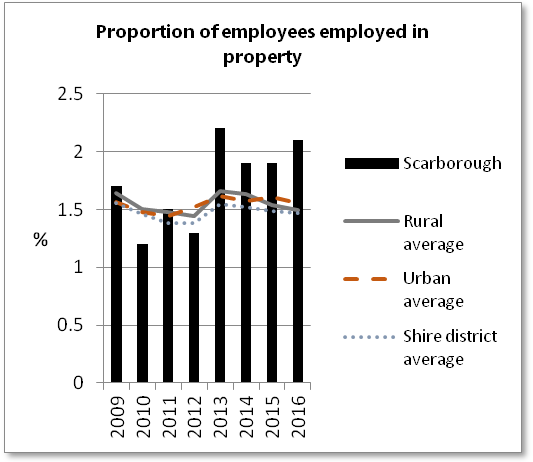 Proportion of employees employed in
property
2.5
2
1.5
1
0.5
0
%
2009
2010
2011
2012
2013
2014
2015
2016
Scarborough
Rural
average
Urban
average
Shire district
average